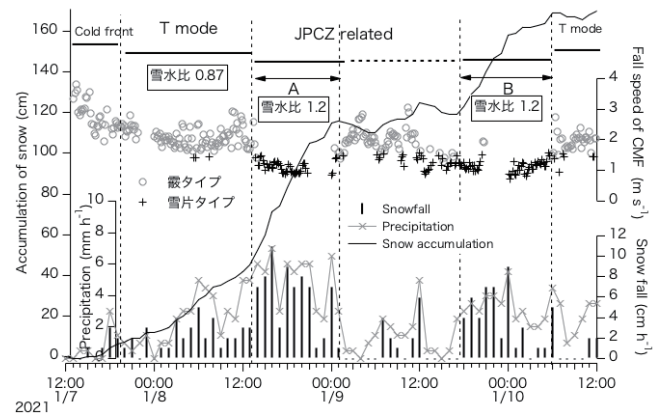 Cold front
T mode
JPCZ related
T mode
雪水比 0.87
A
雪水比 1.2
B
雪水比 1.2
Accumulation of snow (cm)
160
140
120
100
80
60
40
20
0
Precipitation (mm h⁻¹)
10
8
6
4
2
0
霰タイプ
雪片タイプ
Snowfall
Precipitation
Snow accumulation
Fall speed of CMF (m s⁻¹)
4
3
2
1
0
Snow fall (cm h⁻¹)
12
10
8
6
4
2
0
12:00 00:00 12:00 00:00 12:00 00:00 12:00
1/7 1/8 1/9 1/10
2021